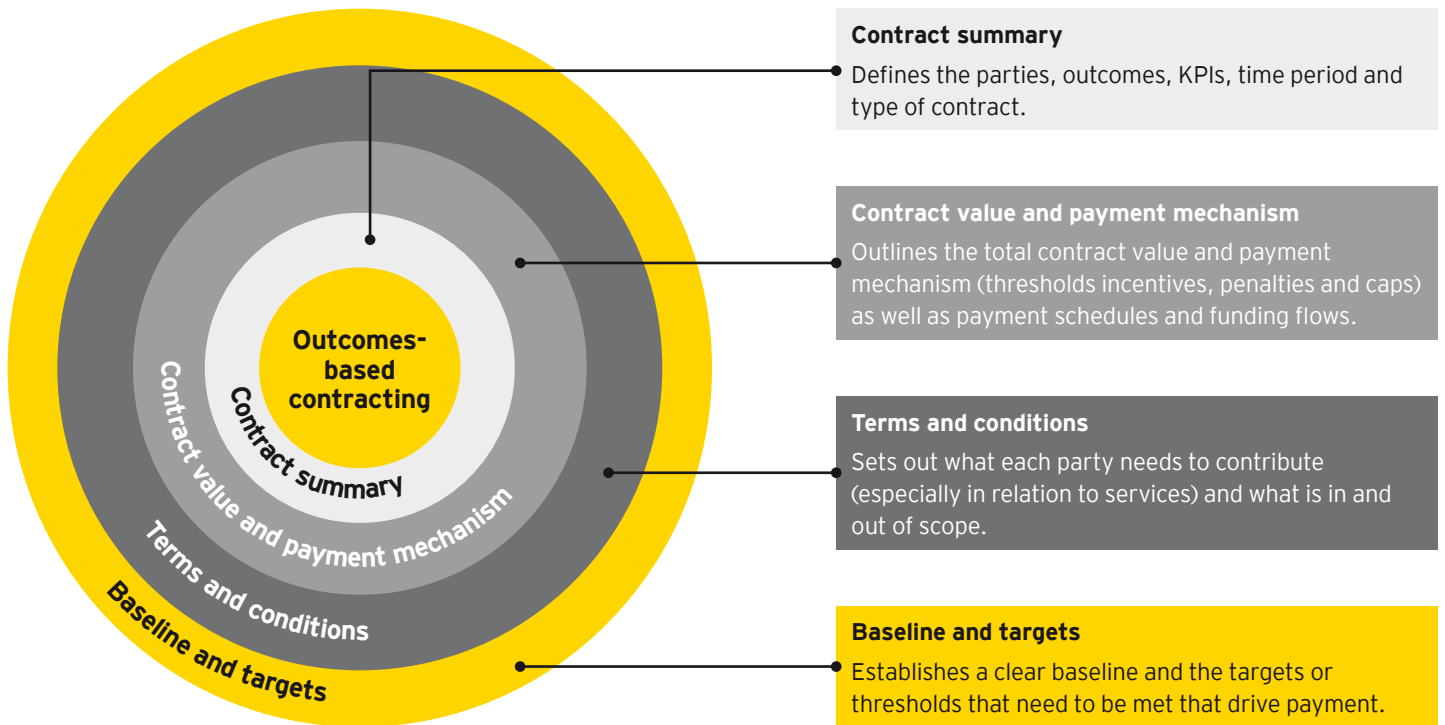 Outcomes-
based
contracting
Contract summary
Contract value and payment mechanism
Terms and conditions
Baseline and targets
Contract summary
Defines the parties, outcomes, KPIs, time period and
type of contract.
Contract value and payment mechanism
Outlines the total contract value and payment
mechanism (thresholds incentives, penalties and caps)
as well as payment schedules and funding flows.
Terms and conditions
Sets out what each party needs to contribute
(especially in relation to services) and what is in and
out of scope.
Baseline and targets
Establishes a clear baseline and the targets or
thresholds that need to be met that drive payment.